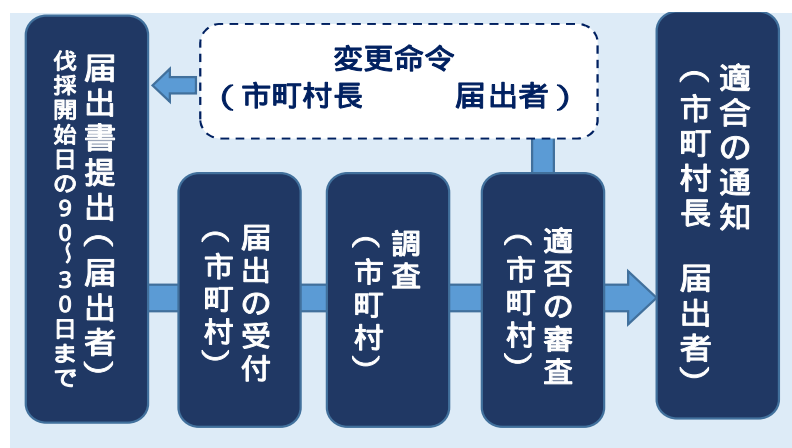 届出書提出（届出者）
伐採開始日の90～30日まで
変更命令
（市町村長　　　届出者）
届出の受付
（市町村）
調査
（市町村）
適否の審査
（市町村）
適合の通知
（市町村長　届出者）